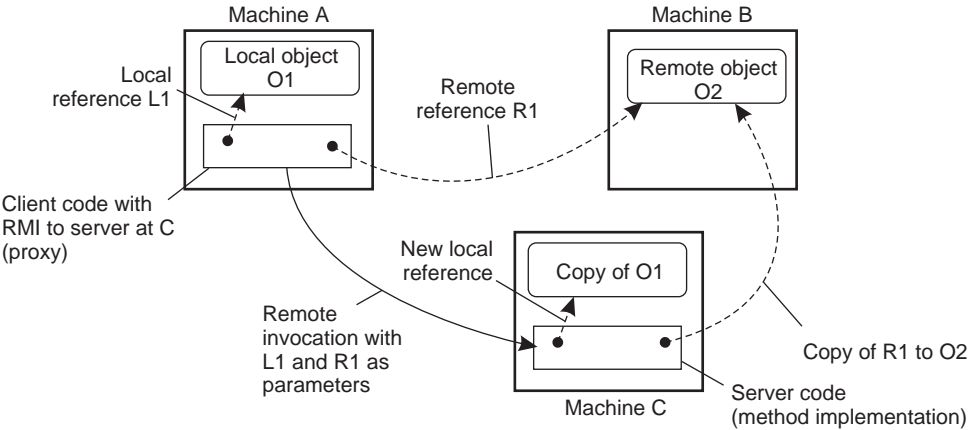 Machine A
Machine B
Local object
O1
Remote object
O2
Local
reference L1
Remote
reference R1
Client code with
RMI to server at C
(proxy)
New local
reference
Copy of O1
Remote
invocation with
L1 and R1 as
parameters
Copy of R1 to O2
Server code
(method implementation)
Machine C